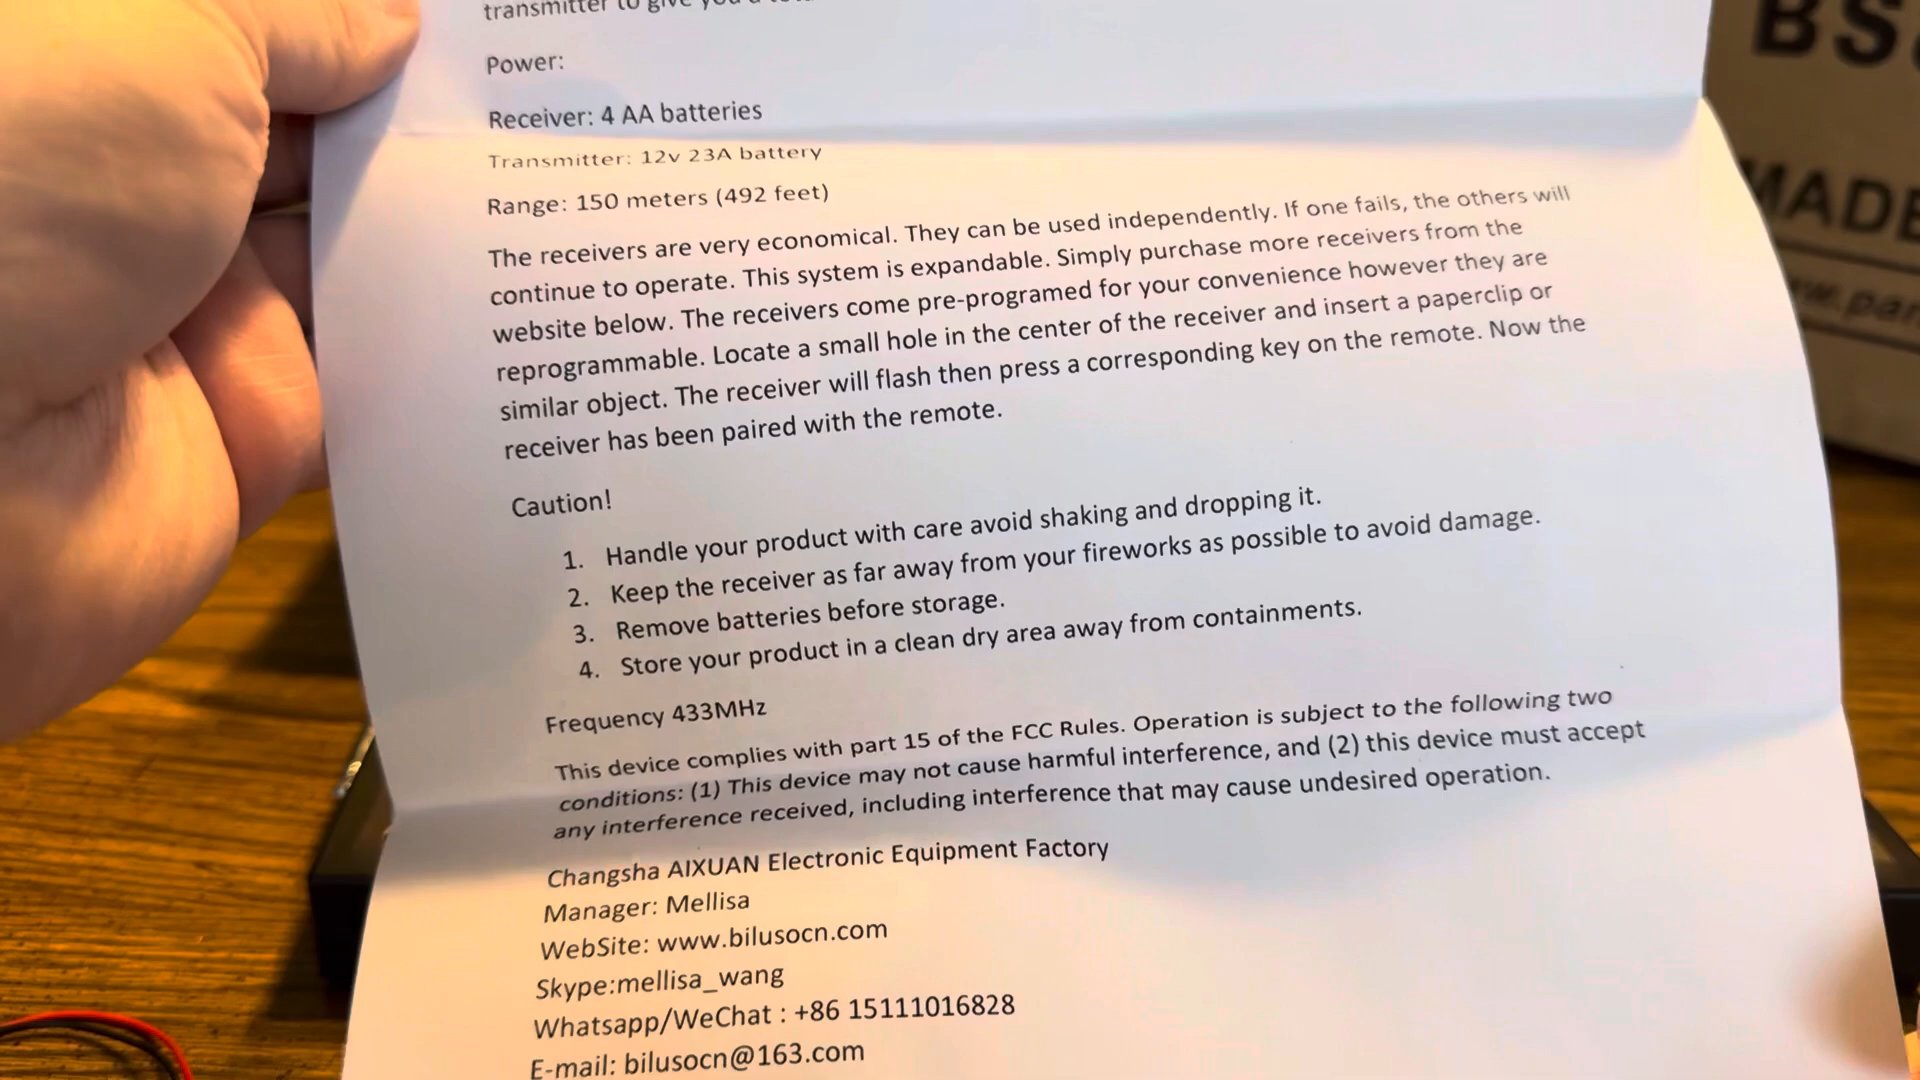 transmitter to give you a
Power:
Receiver: 4 AA batteries
Transmitter: 12v 23A battery
Range: 150 meters (492 feet)
The receivers are very economical. They can be used independently. If one fails, the others will
continue to operate. This system is expandable. Simply purchase more receivers from the
website below. The receivers come pre-programed for your convenience however they are
reprogrammable. Locate a small hole in the center of the receiver and insert a paperclip or
similar object. The receiver will flash then press a corresponding key on the remote. Now the
receiver has been paired with the remote.
Caution!
1. Handle your product with care avoid shaking and dropping it.
2. Keep the receiver as far away from your fireworks as possible to avoid damage.
3. Remove batteries before storage.
4. Store your product in a clean dry area away from containments.
Frequency 433MHz
This device complies with part 15 of the FCC Rules. Operation is subject to the following two
conditions: (1) This device may not cause harmful interference, and (2) this device must accept
any interference received, including interference that may cause undesired operation.
Changsha AIXUAN Electronic Equipment Factory
Manager: Mellisa
WebSite: www.bilusocn.com
Skype:mellisa_wang
Whatsapp/WeChat : +86 15111016828
E-mail: bilusocn@163.com
BS
MADE